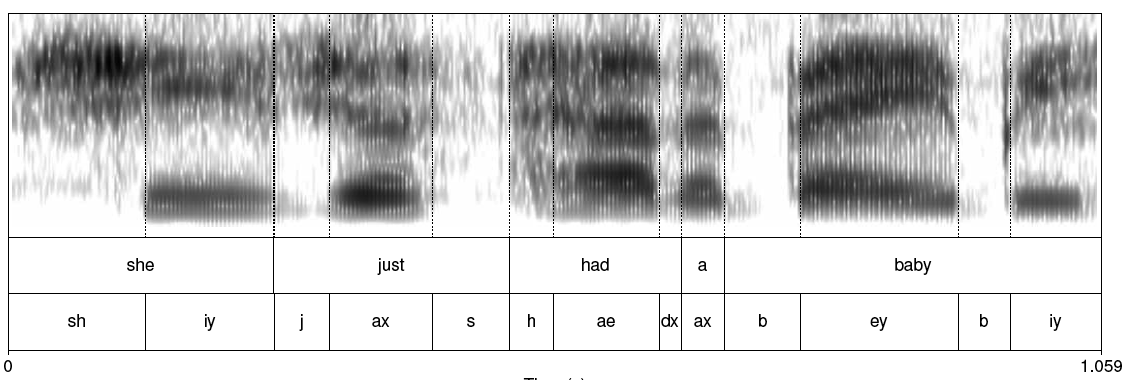 she just had a baby
sh iy j ax s h ae dx ax b ey b iy
0 1.059